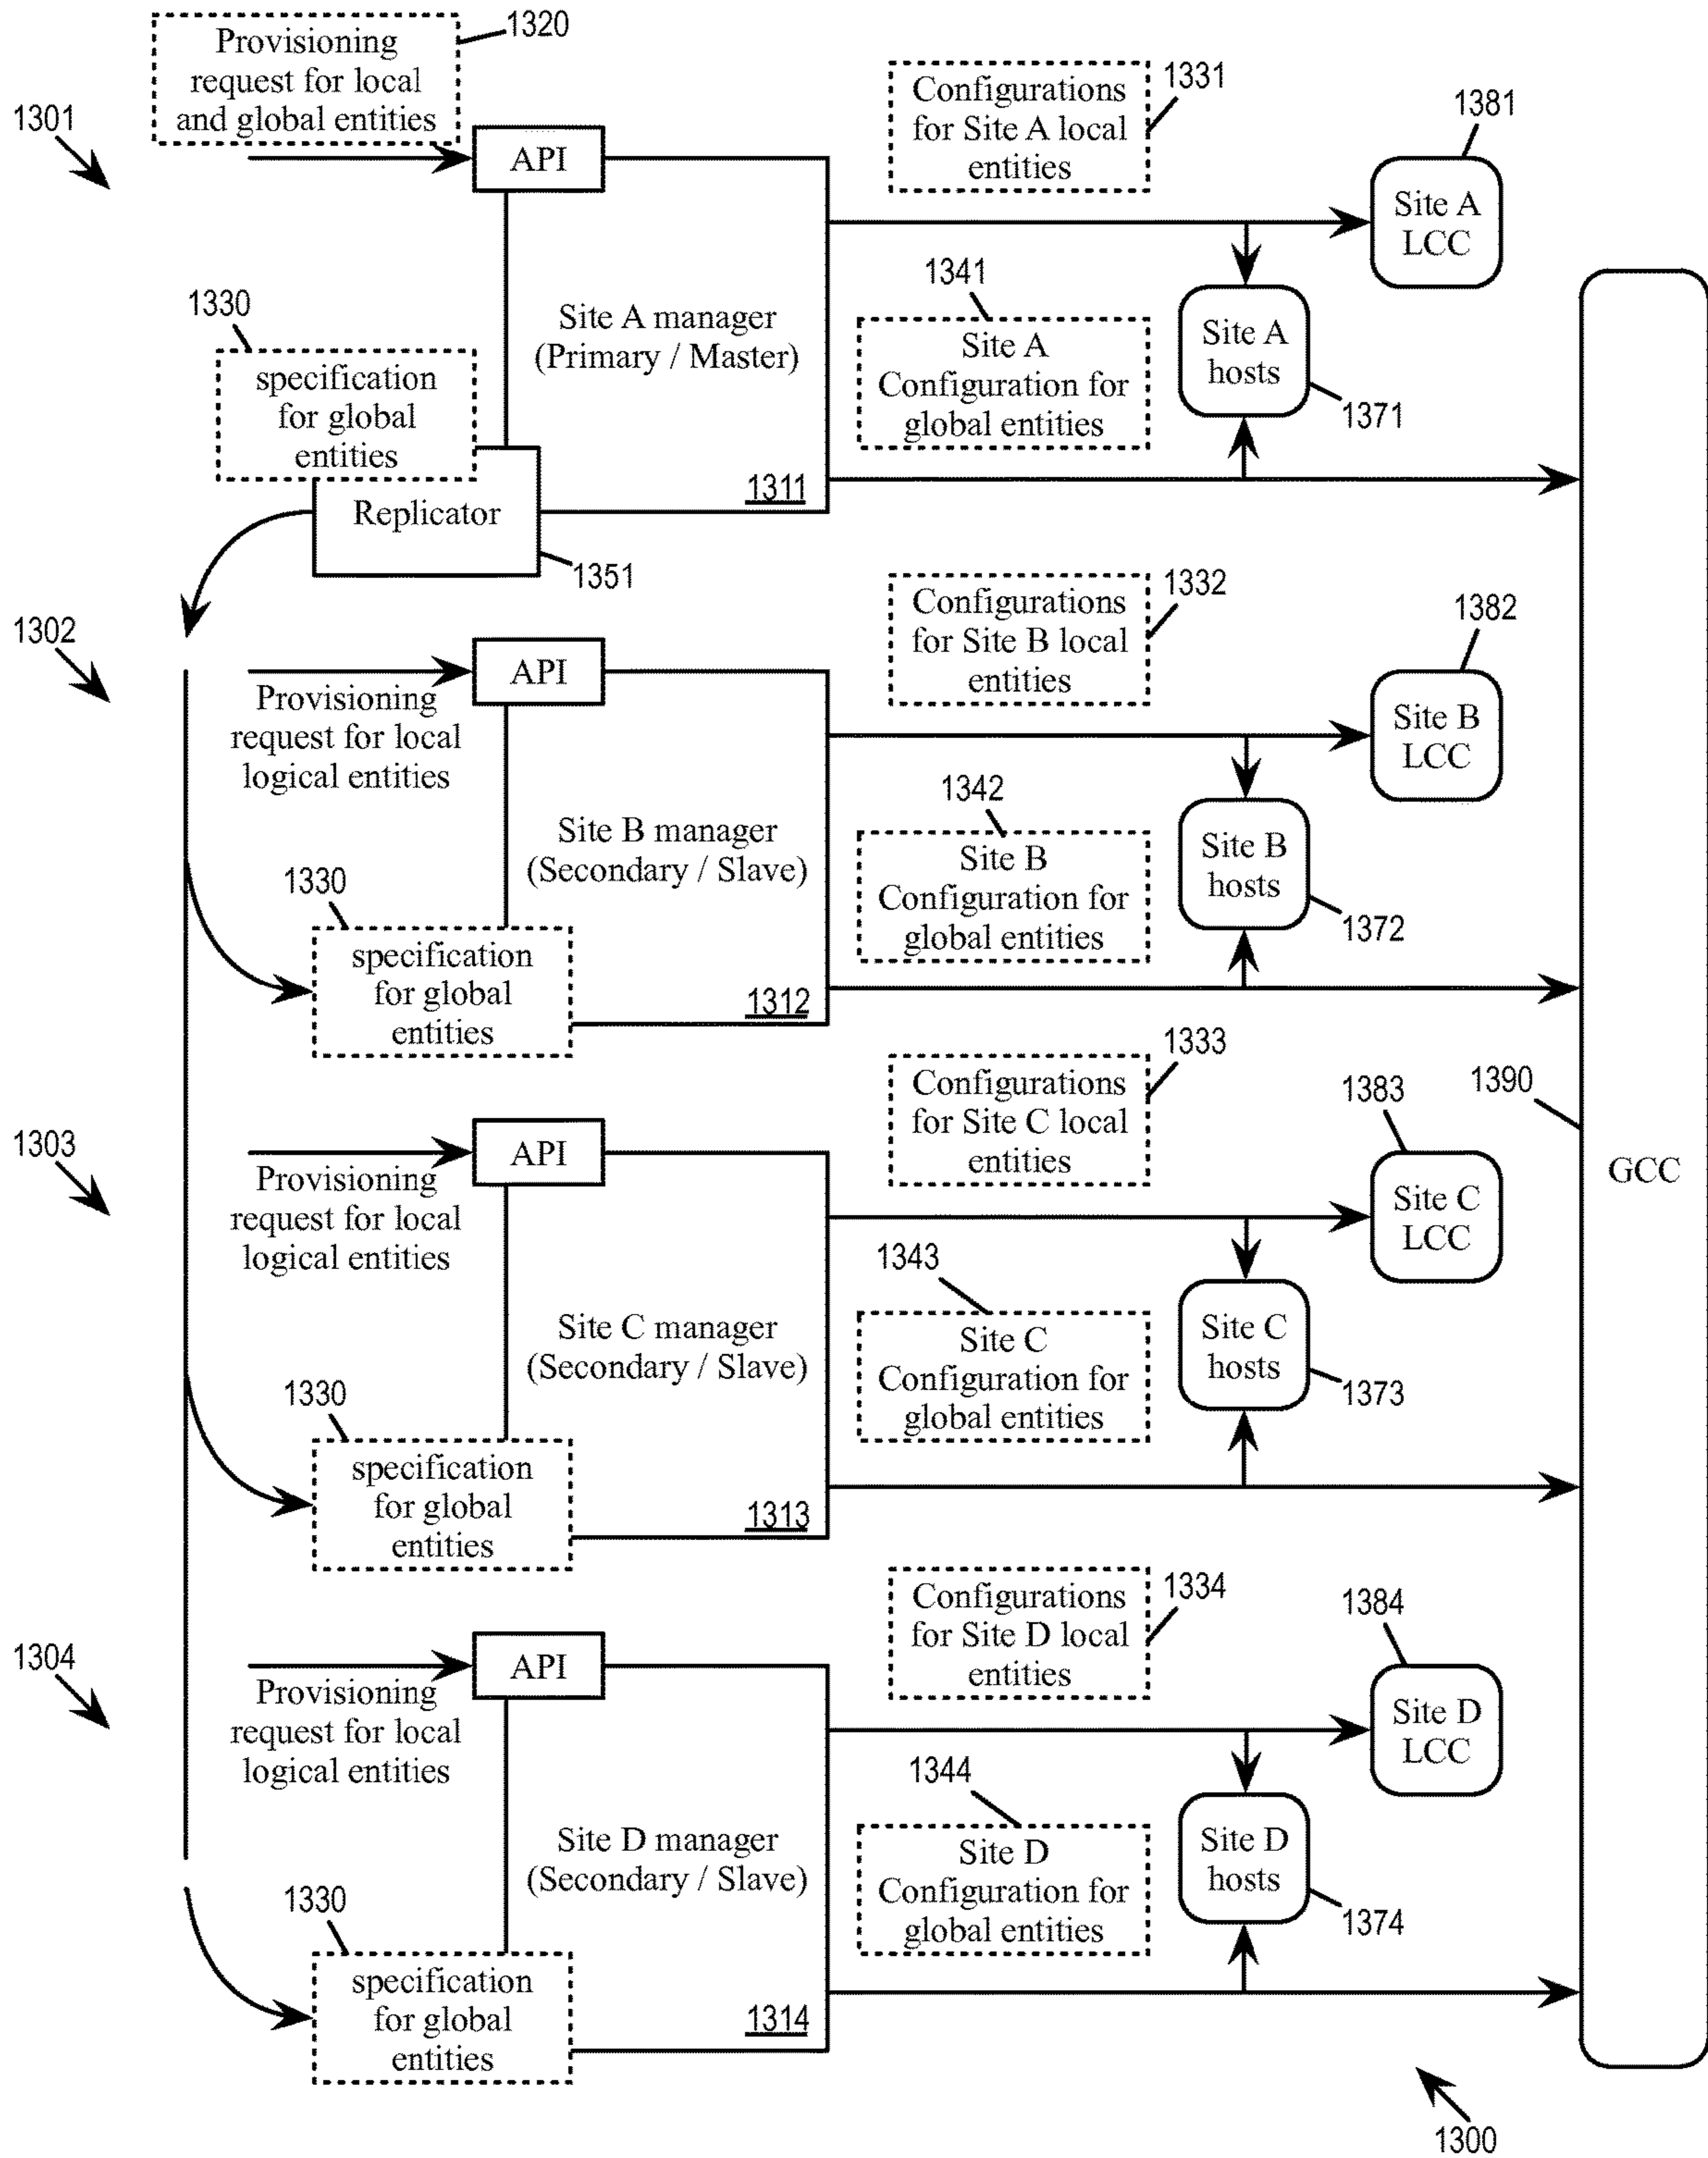 1320
Provisioning
request for local
and global entities
1301
API
Configurations
for Site A local
entities
1331
1381
Site A
LCC
1341
1330
Site A manager
(Primary / Master)
Site A
Configuration for
global entities
Site A
hosts
1371
specification
for global
entities
1311
Replicator
1351
1302
API
Provisioning
request for local
logical entities
Configurations
for Site B local
entities
1332
1382
Site B
LCC
1342
Site B manager
(Secondary / Slave)
Site B
Configuration for
global entities
Site B
hosts
1372
1330
specification
for global
entities
1312
1303
API
Provisioning
request for local
logical entities
Configurations
for Site C local
entities
1333
1383
Site C
LCC
1390
GCC
1343
Site C manager
(Secondary / Slave)
Site C
Configuration for
global entities
Site C
hosts
1373
1330
specification
for global
entities
1313
1304
API
Provisioning
request for local
logical entities
Configurations
for Site D local
entities
1334
1384
Site D
LCC
1344
Site D manager
(Secondary / Slave)
Site D
Configuration for
global entities
Site D
hosts
1374
1330
specification
for global
entities
1314
1300